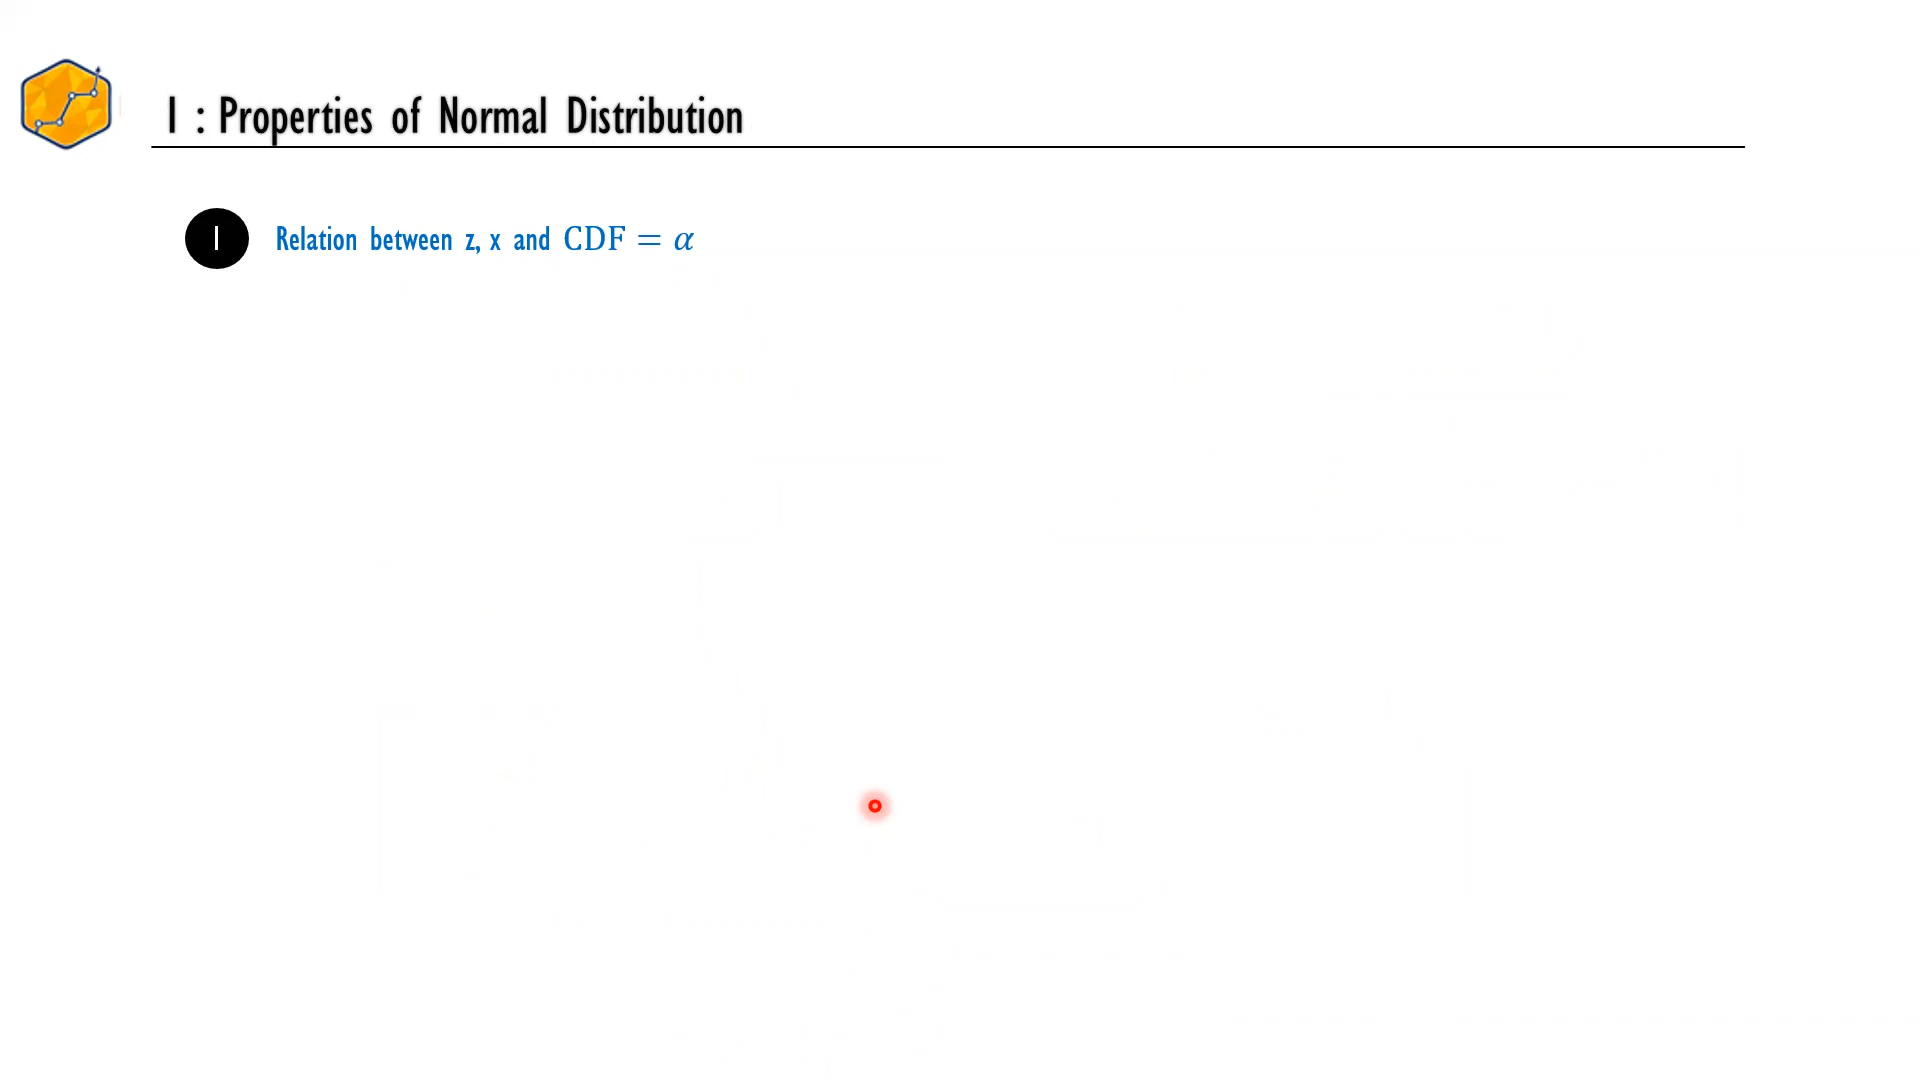 1 : Properties of Normal Distribution
1 Relation between z, x and CDF = α